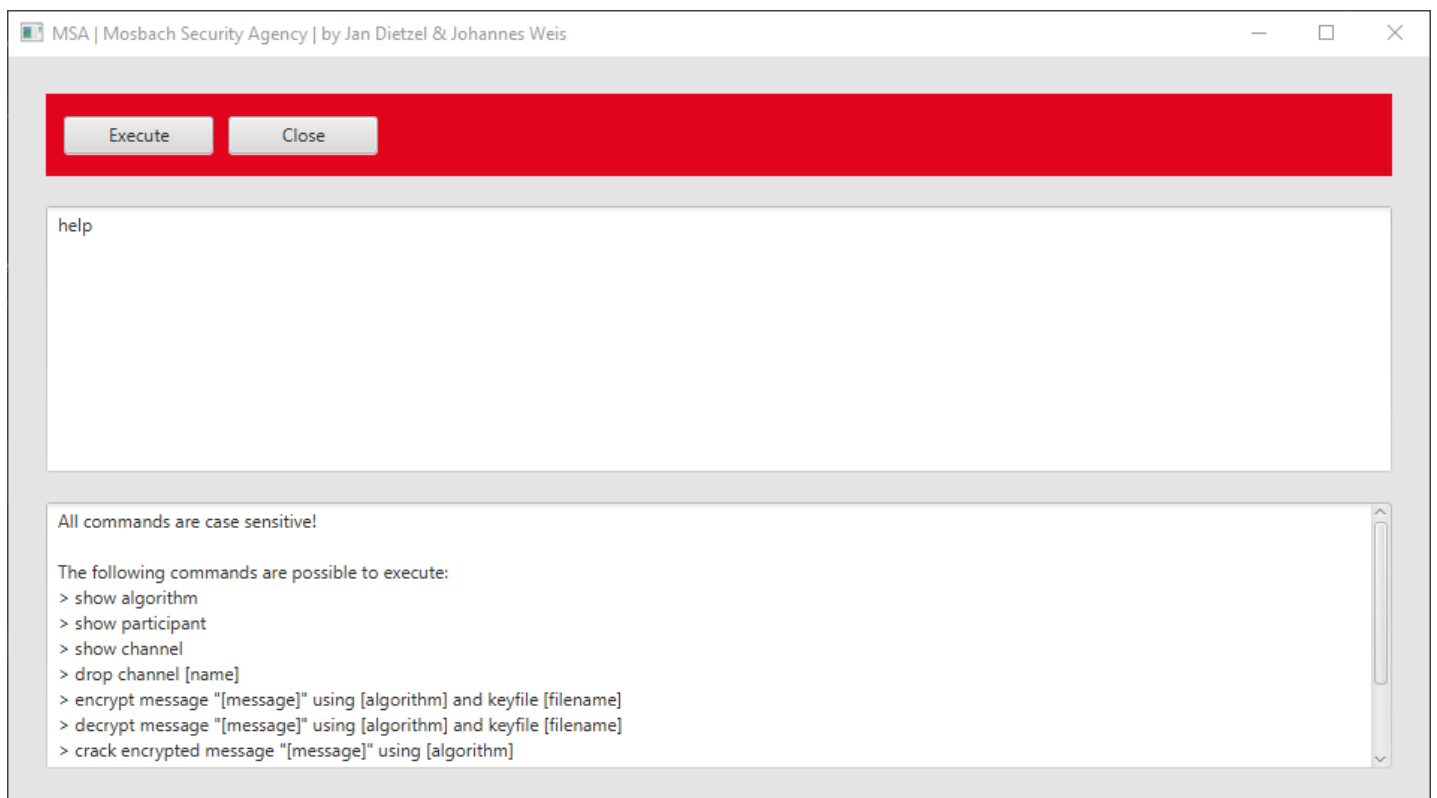 MSA | Mosbach Security Agency | by Jan Dietzel & Johannes Weis
Execute
Close
help
All commands are case sensitive!
The following commands are possible to execute:
> show algorithm
> show participant
> show channel
> drop channel [name]
> encrypt message "[message]" using [algorithm] and keyfile [filename]
> decrypt message "[message]" using [algorithm] and keyfile [filename]
> crack encrypted message "[message]" using [algorithm]